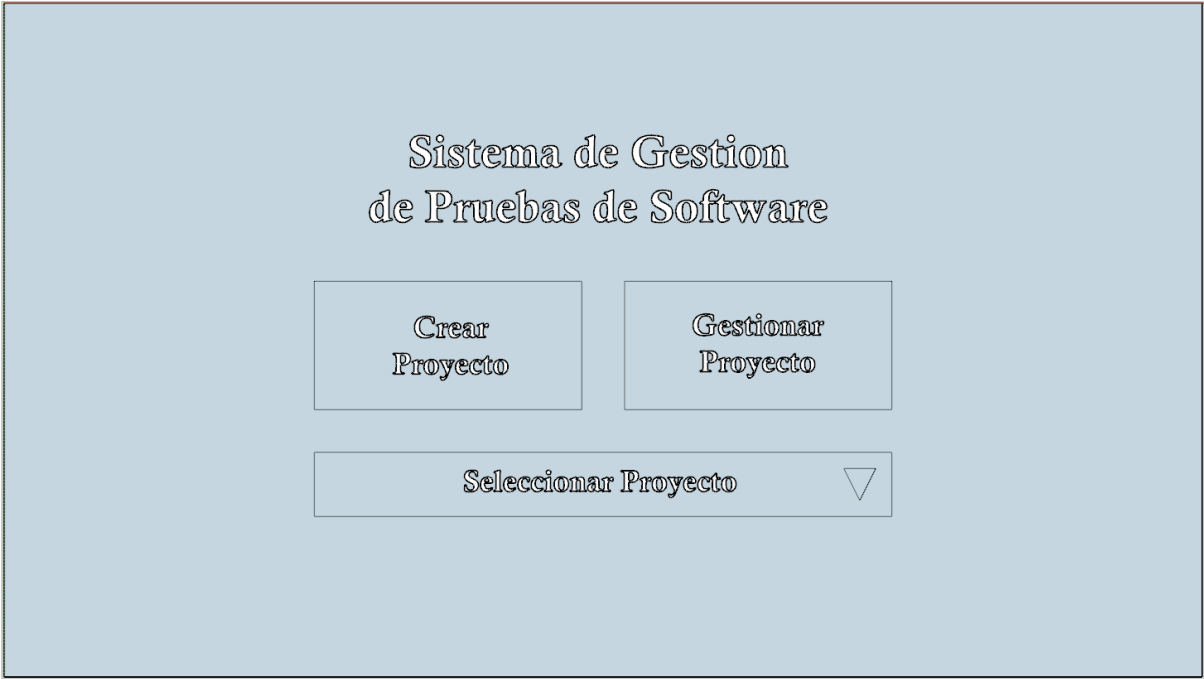 Sistema de Gestion
de Pruebas de Software
Crear
Proyecto
Gestionar
Proyecto
Seleccionar Proyecto